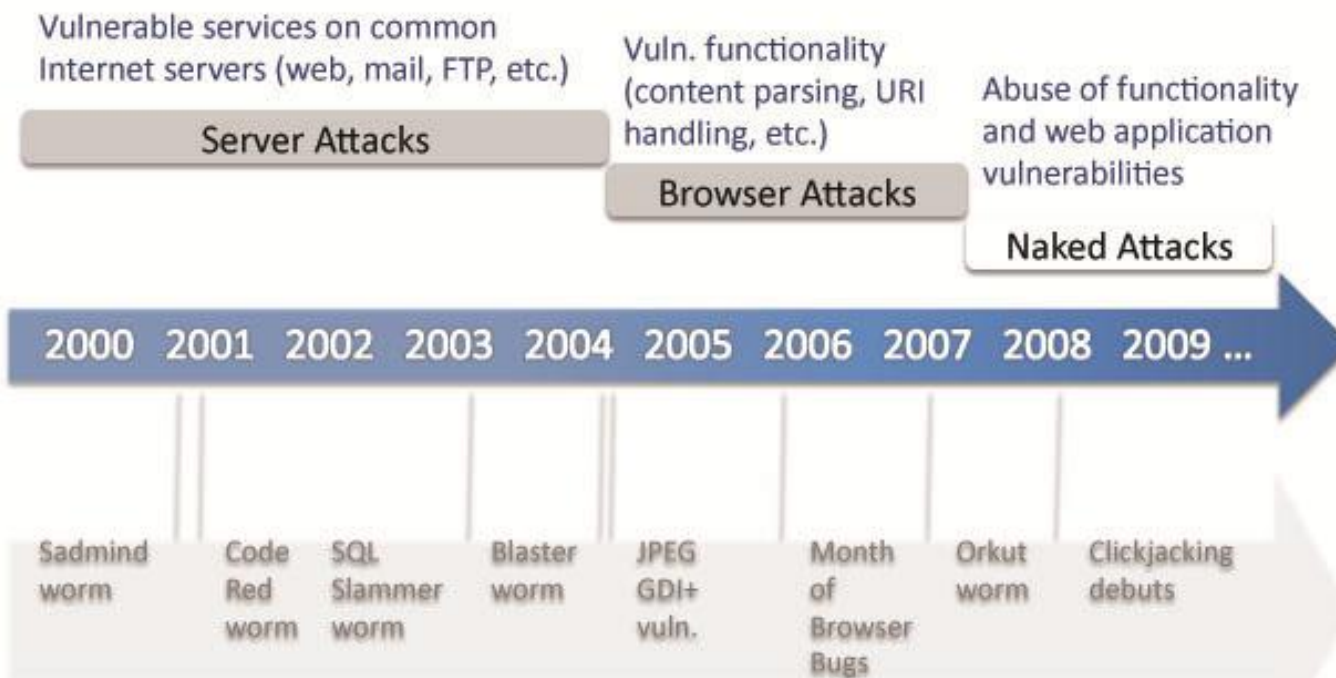 Vulnerable services on common
Internet servers (web, mail, FTP, etc.)
Server Attacks
Vuln. functionality
(content parsing, URI
handling, etc.)
Browser Attacks
Abuse of functionality
and web application
vulnerabilities
Naked Attacks
2000 2001 2002 2003 2004 2005 2006 2007 2008 2009 ...
Sadmind
worm
Code
Red
worm
SQL
Slammer
worm
Blaster
worm
JPEG
GDI+
vuln.
Month
of
Browser
Bugs
Orkut
worm
Clickjacking
debuts